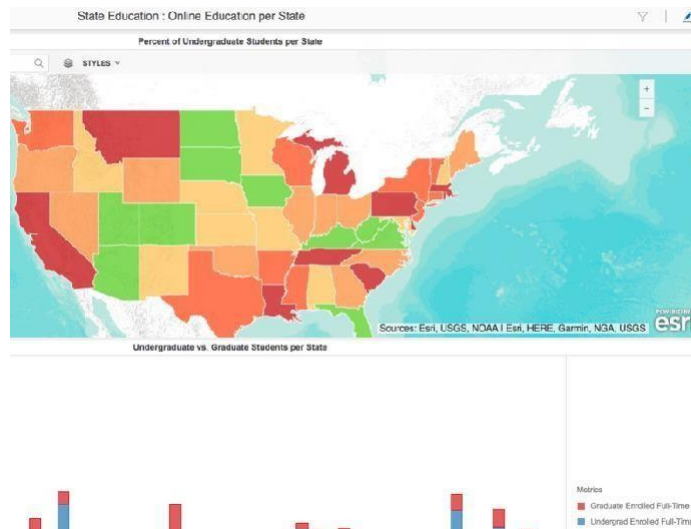 State Education : Online Education per State
Percent of Undergraduate Students per State
STYLES
+
-
Sources: Esri, USGS, NOAA | Esri, HERE, Garmin, NGA, USGS
POWERED BY
esri
Undergraduate vs. Graduate Students per State
Metrics
Graduate Enrolled Full-Time
Undergrad Enrolled Full-Time